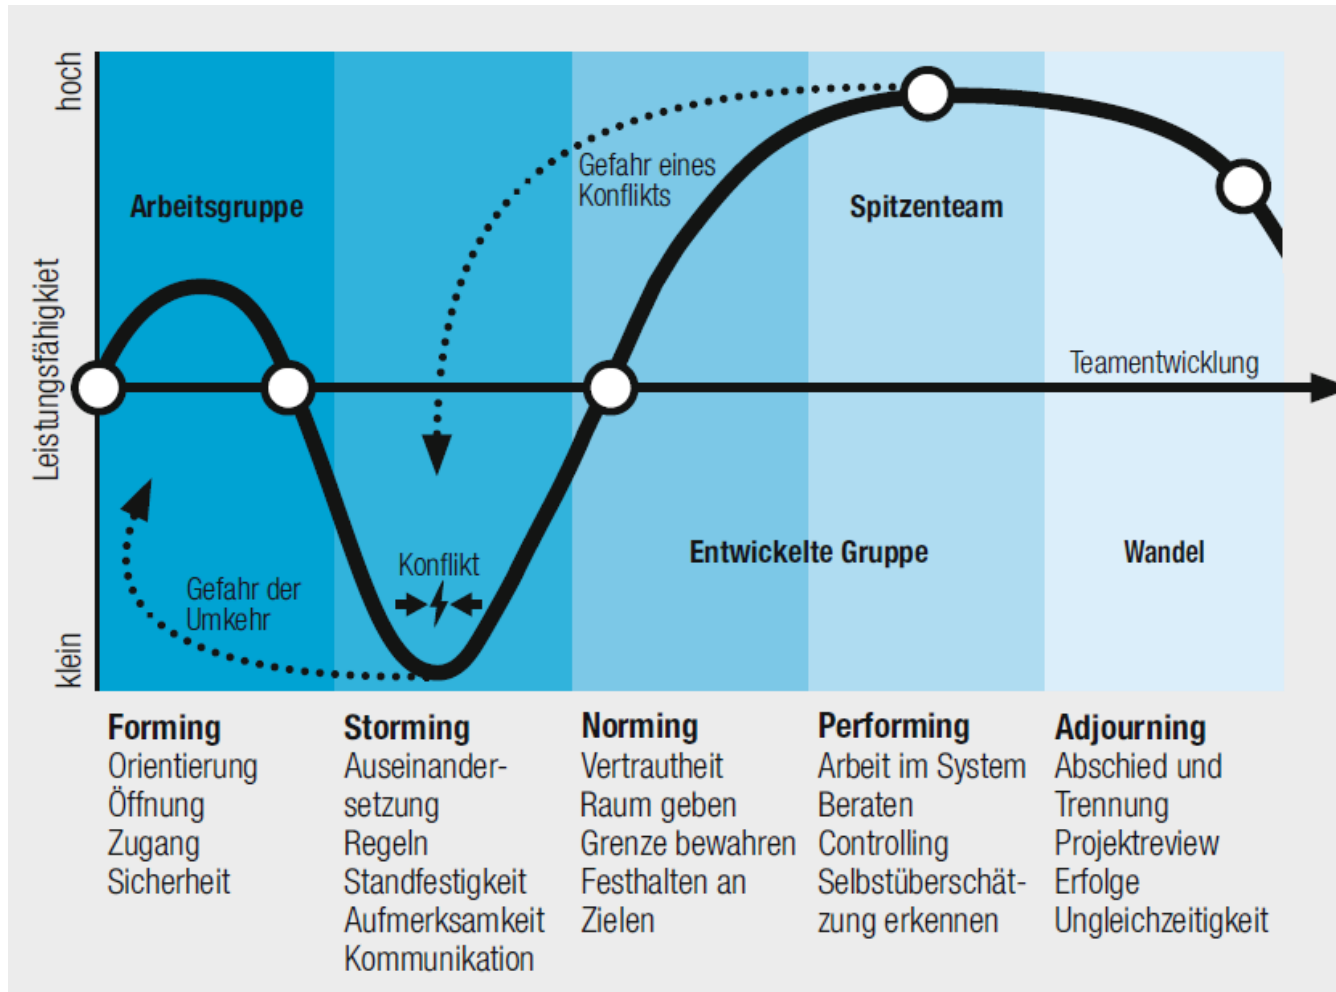 hoch
Leistungsfähigkiet
klein
Arbeitsgruppe
Gefahr eines
Konflikts
Spitzenteam
Teamentwicklung
Konflikt
Gefahr der
Umkehr
Entwickelte Gruppe
Wandel
Forming
Orientierung
Öffnung
Zugang
Sicherheit
Storming
Auseinander-
setzung
Regeln
Standfestigkeit
Aufmerksamkeit
Kommunikation
Norming
Vertrautheit
Raum geben
Grenze bewahren
Festhalten an
Zielen
Performing
Arbeit im System
Beraten
Controlling
Selbstüberschät-
zung erkennen
Adjourning
Abschied und
Trennung
Projektreview
Erfolge
Ungleichzeitigkeit